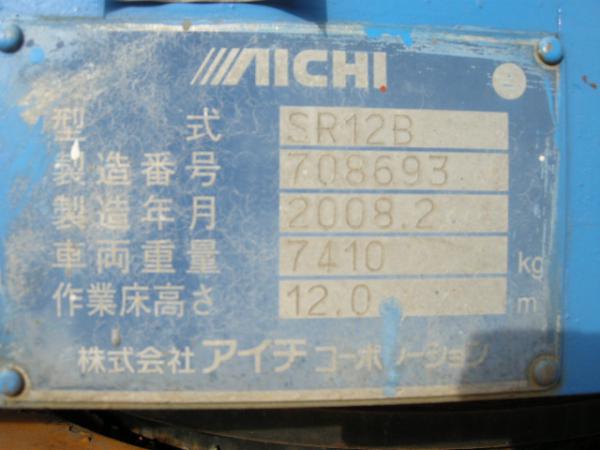 AICHI
型式 SR12B
製造番号 708693
製造年月 2008.2
車両重量 7410 kg
作業床高さ 12.0 m
株式会社 アイチコーポレーション